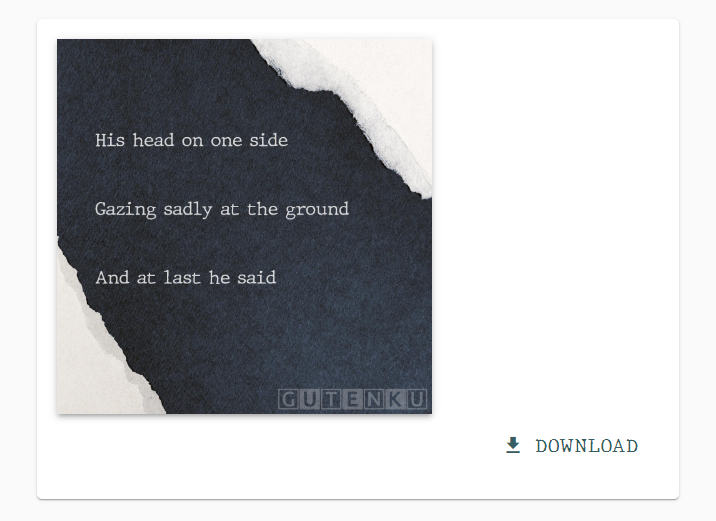 His head on one side
Gazing sadly at the ground
And at last he said
GUTENKU
DOWNLOAD